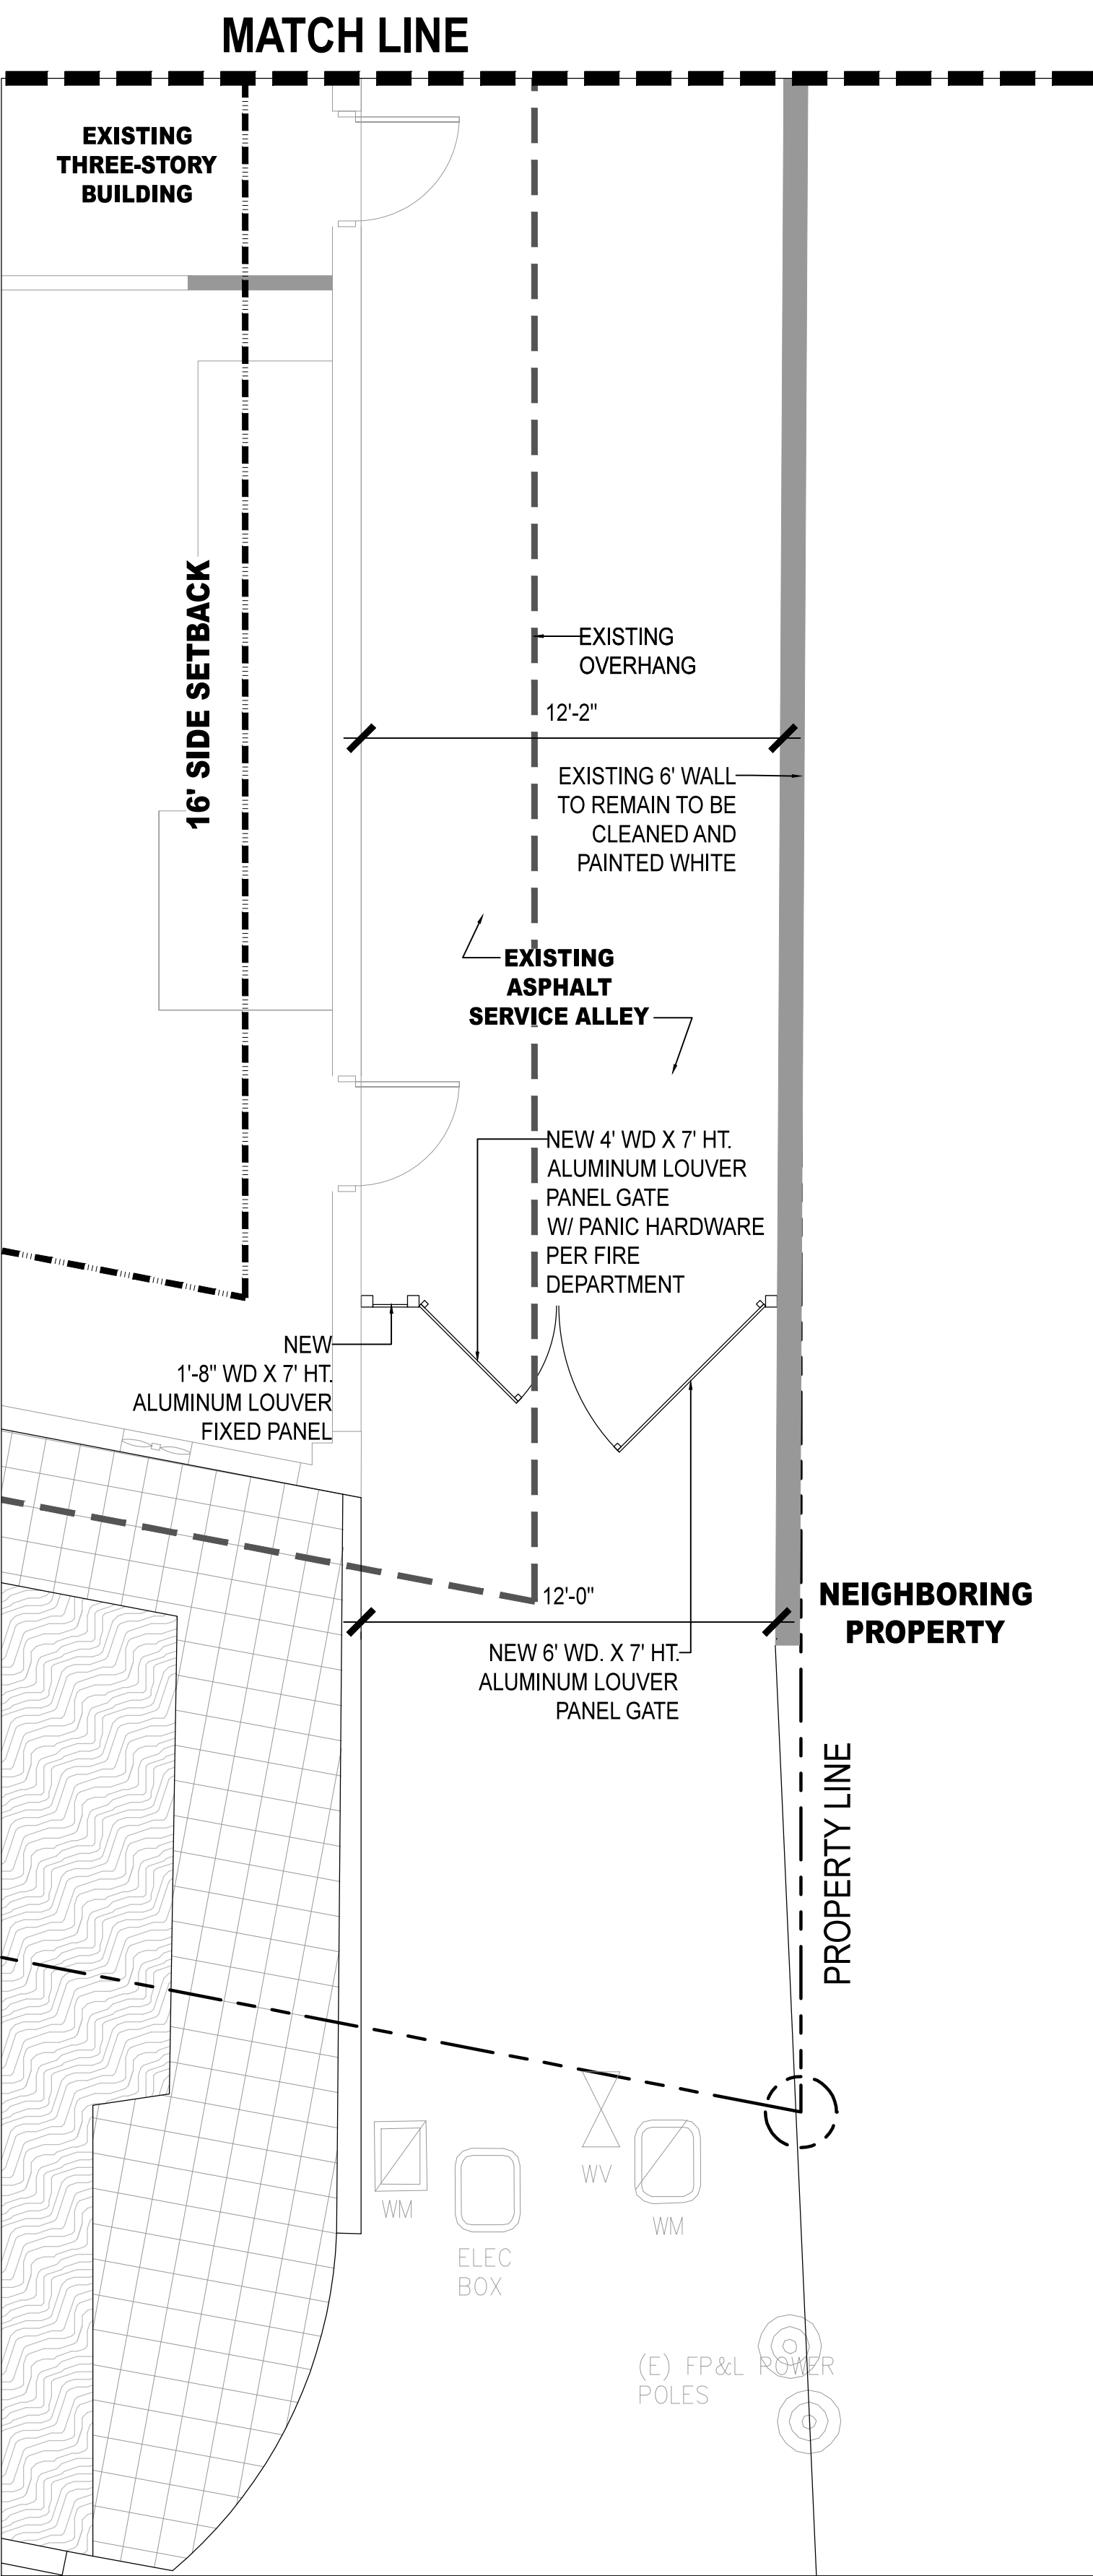 MATCH LINE
EXISTING
THREE-STORY
BUILDING
16' SIDE SETBACK
EXISTING
OVERHANG
12'-2"
EXISTING 6' WALL
TO REMAIN TO BE
CLEANED AND
PAINTED WHITE
EXISTING
ASPHALT
SERVICE ALLEY
NEW 4' WD X 7' HT.
ALUMINUM LOUVER
PANEL GATE
W/ PANIC HARDWARE
PER FIRE
DEPARTMENT
NEW
1'-8" WD X 7' HT.
ALUMINUM LOUVER
FIXED PANEL
12'-0"
NEIGHBORING
PROPERTY
NEW 6' WD. X 7' HT.
ALUMINUM LOUVER
PANEL GATE
PROPERTY LINE
WM
ELEC
BOX
WV
WM
(E) FP&L POWER
POLES